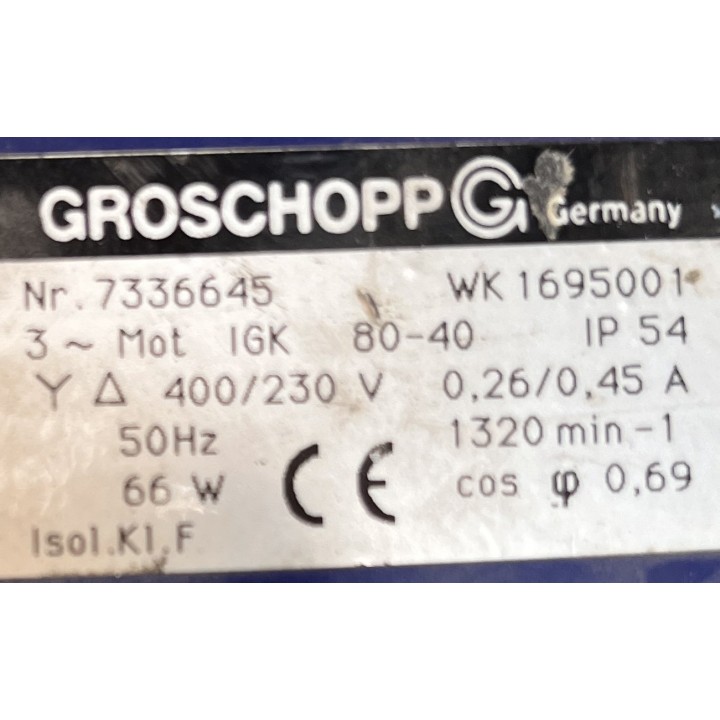 GROSCHOPP G Germany
Nr. 7336645 WK 1695001
3 ~ Mot IGK 80-40 IP 54
Y Δ 400/230 V 0,26/0,45 A
50Hz 1320 min-1
66 W CE cos φ 0,69
Isol.Kl.F